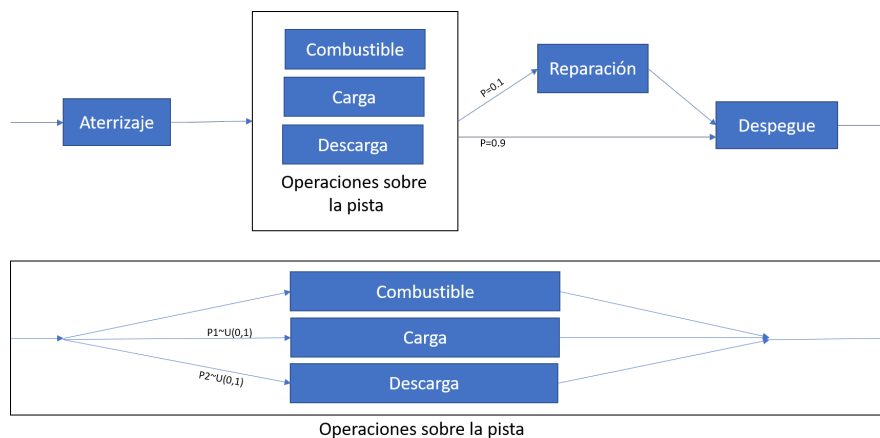 Combustible
Reparación
P=0.1
Carga
Aterrizaje
Despegue
Descarga
P=0.9
Operaciones sobre
la pista
Combustible
P1~U(0,1)
Carga
P2~U(0,1)
Descarga
Operaciones sobre la pista